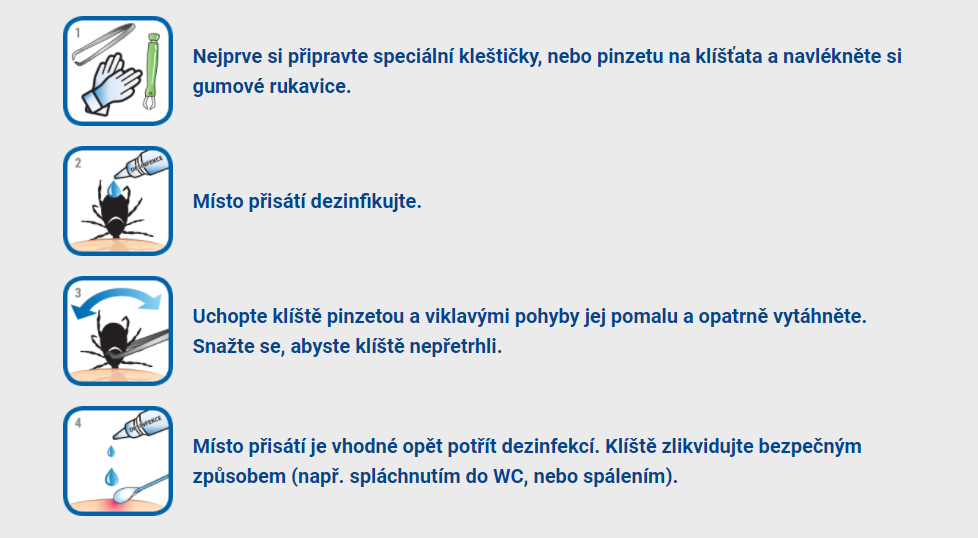 1
Nejprve si připravte speciální kleštičky, nebo pinzetu na klíšťata a navlékněte si
gumové rukavice.
2
DESINFEKCE
Místo přisátí dezinfikujte.
3
Uchopte klíště pinzetou a viklavými pohyby jej pomalu a opatrně vytáhněte.
Snažte se, abyste klíště nepřetrhli.
4
DESINFEKCE
Místo přisátí je vhodné opět potřít dezinfekcí. Klíště zlikvidujte bezpečným
způsobem (např. spláchnutím do WC, nebo spálením).